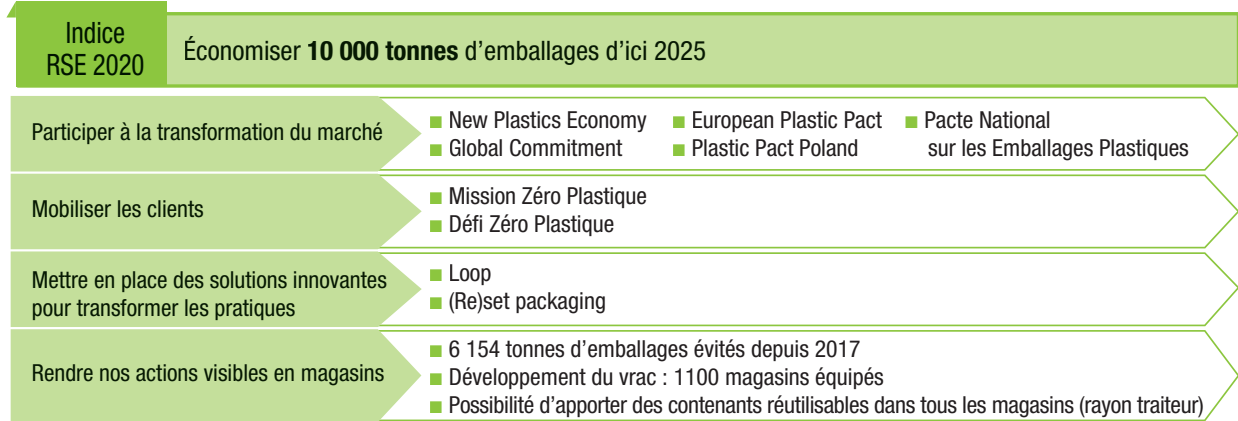 Indice
RSE 2020
Économiser 10 000 tonnes d'emballages d'ici 2025
Participer à la transformation du marché
■ New Plastics Economy
■ Global Commitment
■ European Plastic Pact
■ Plastic Pact Poland
■ Pacte National
sur les Emballages Plastiques
Mobiliser les clients
■ Mission Zéro Plastique
■ Défi Zéro Plastique
Mettre en place des solutions innovantes
pour transformer les pratiques
■ Loop
■ (Re)set packaging
Rendre nos actions visibles en magasins
■ 6 154 tonnes d'emballages évités depuis 2017
■ Développement du vrac : 1100 magasins équipés
■ Possibilité d'apporter des contenants réutilisables dans tous les magasins (rayon traiteur)